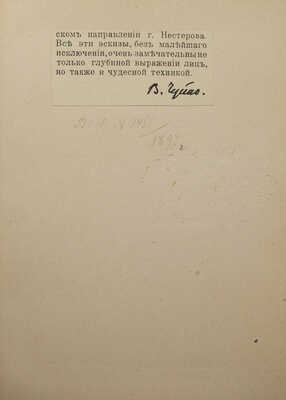 скомъ направленіи г. Нестерова.
Всѣ эти эскизы, безъ малѣйшаго
исключенія, очень замѣчательны не
только глубиной выраженій лицъ,
но также и чудесной техникой.
В. Чуйко.